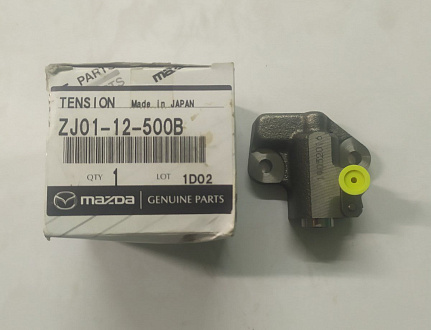 PARTS mazda
TENSION Made in JAPAN
ZJ01-12-500B
QTY 1 LOT 1D02
mazda GENUINE PARTS